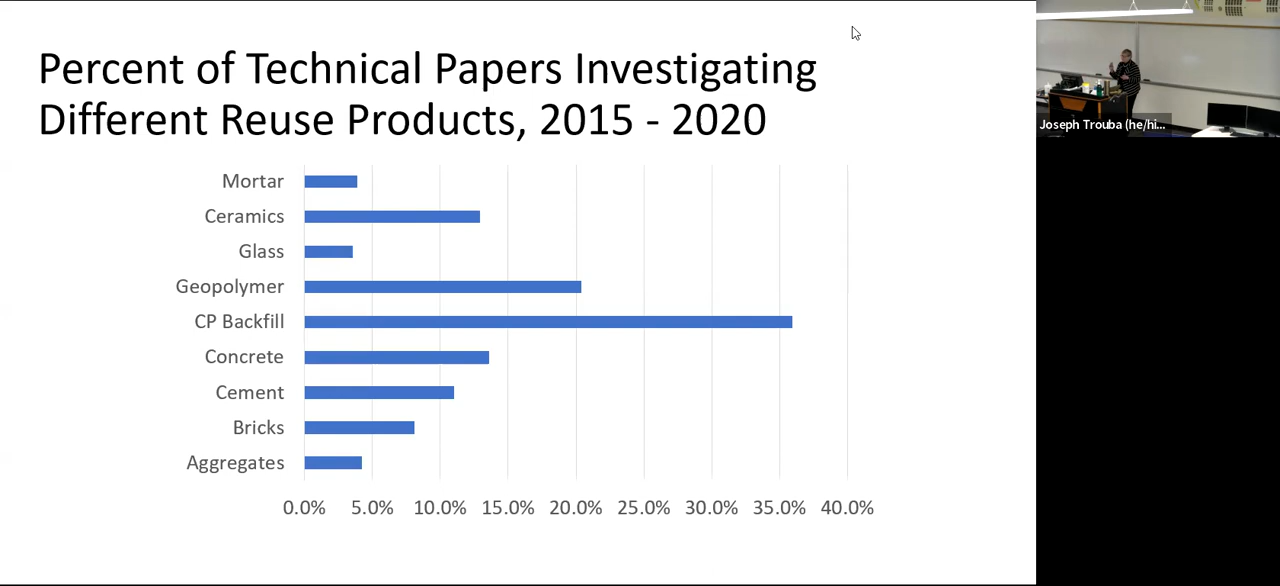 Percent of Technical Papers Investigating
Different Reuse Products, 2015 - 2020
Mortar
Ceramics
Glass
Geopolymer
CP Backfill
Concrete
Cement
Bricks
Aggregates
0.0% 5.0% 10.0% 15.0% 20.0% 25.0% 30.0% 35.0% 40.0%
Joseph Trouba (he/hi...